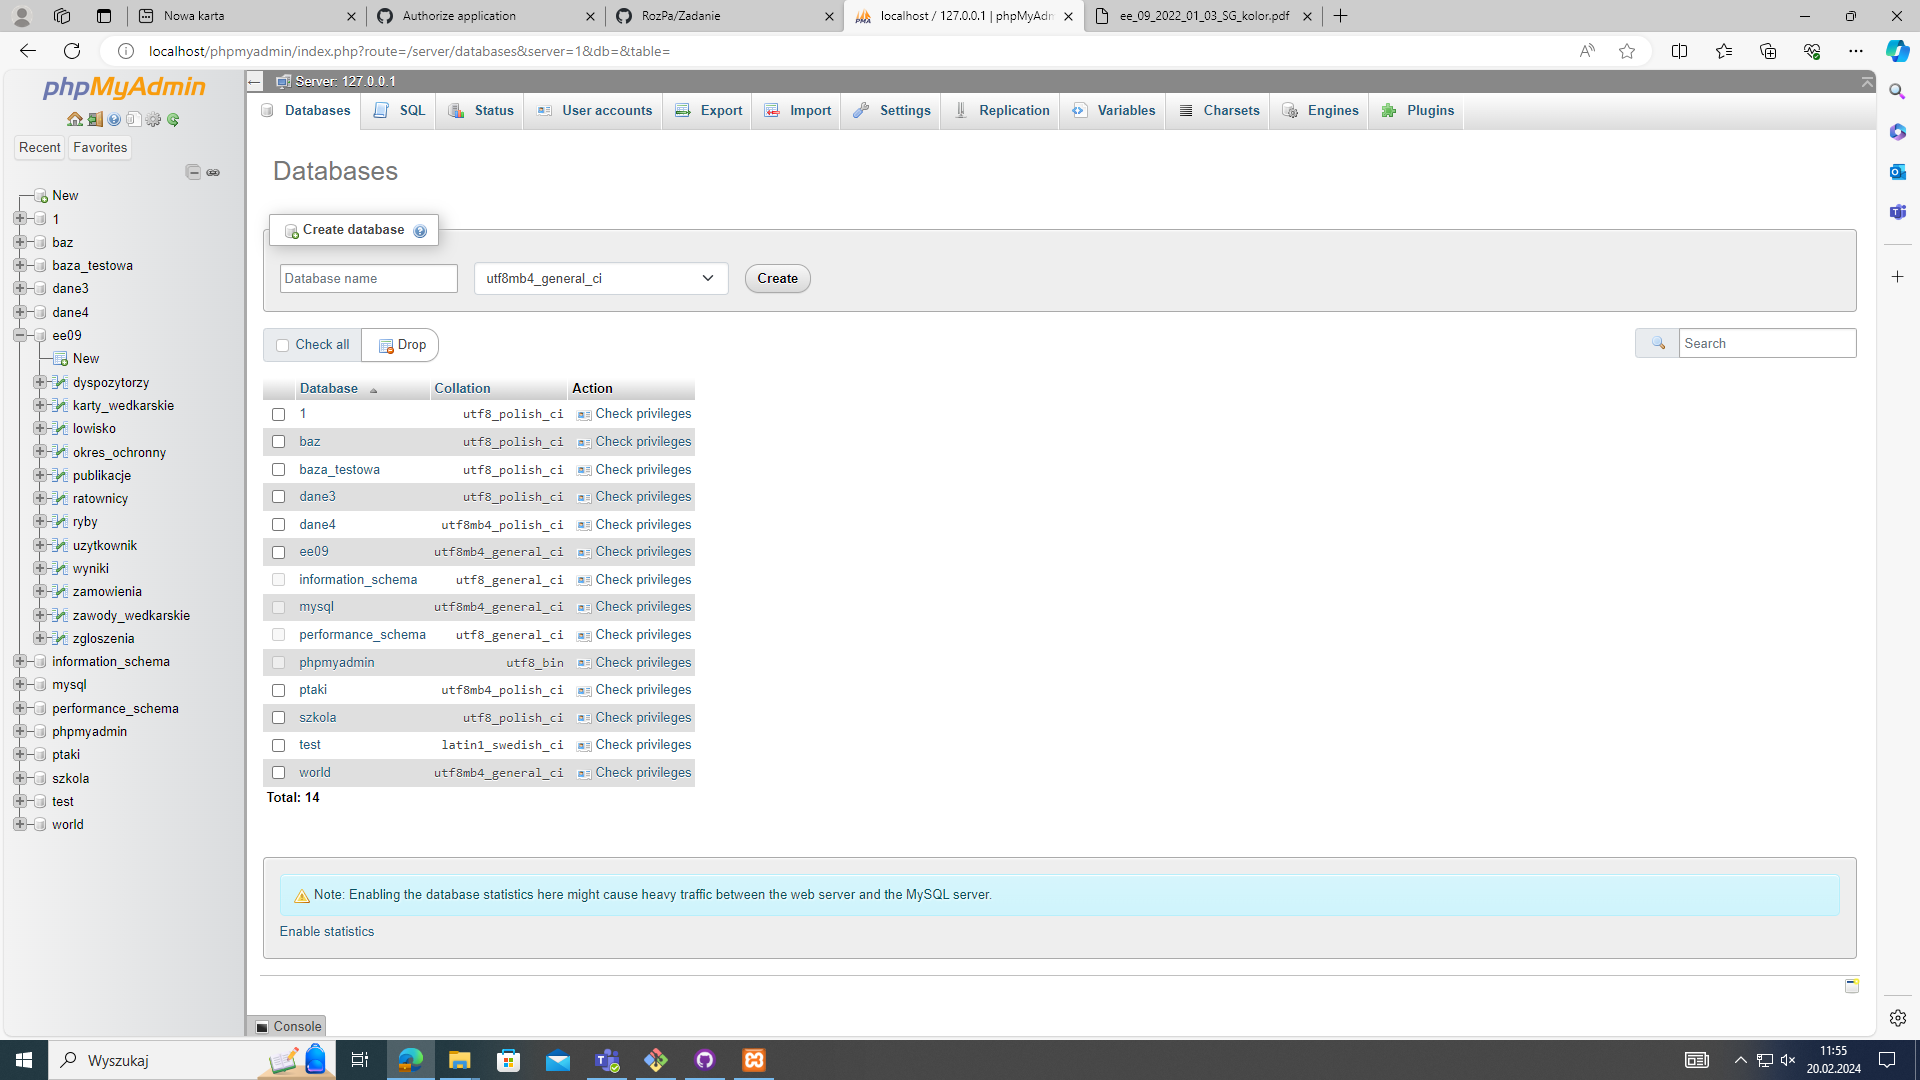 Nowa karta
Authorize application
RozPa/Zadanie
localhost / 127.0.0.1 | phpMyAdm
ee_09_2022_01_03_SG_kolor.pdf
localhost/phpmyadmin/index.php?route=/server/databases&server=1&db=&table=
phpMyAdmin
Recent
Favorites
New
1
baz
baza_testowa
dane3
dane4
ee09
New
dyspozytorzy
karty_wedkarskie
lowisko
okres_ochronny
publikacje
ratownicy
ryby
uzytkownik
wyniki
zamowienia
zawody_wedkarskie
zgloszenia
information_schema
mysql
performance_schema
phpmyadmin
ptaki
szkola
test
world
Server: 127.0.0.1
Databases
SQL
Status
User accounts
Export
Import
Settings
Replication
Variables
Charsets
Engines
Plugins
Databases
Create database
Database name
utf8mb4_general_ci
Create
Check all
Drop
Search
Database Collation Action
1 utf8_polish_ci Check privileges
baz utf8_polish_ci Check privileges
baza_testowa utf8_polish_ci Check privileges
dane3 utf8_polish_ci Check privileges
dane4 utf8mb4_polish_ci Check privileges
ee09 utf8mb4_general_ci Check privileges
information_schema utf8_general_ci Check privileges
mysql utf8mb4_general_ci Check privileges
performance_schema utf8_general_ci Check privileges
phpmyadmin utf8_bin Check privileges
ptaki utf8mb4_polish_ci Check privileges
szkola utf8_polish_ci Check privileges
test latin1_swedish_ci Check privileges
world utf8mb4_general_ci Check privileges
Total: 14
Note: Enabling the database statistics here might cause heavy traffic between the web server and the MySQL server.
Enable statistics
Console
Wyszukaj
11:55
20.02.2024